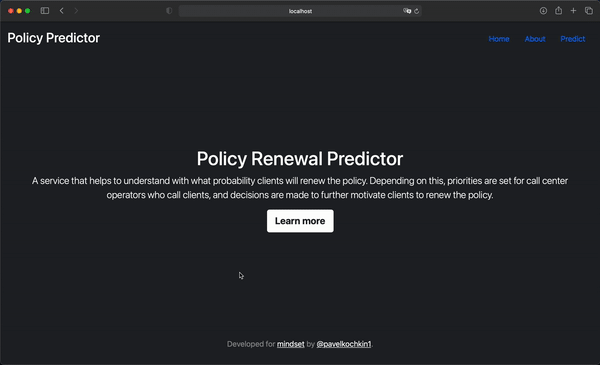 localhost
Policy Predictor
Home About Predict
Policy Renewal Predictor
A service that helps to understand with what probability clients will renew the policy. Depending on this, priorities are set for call center
operators who call clients, and decisions are made to further motivate clients to renew the policy.
Learn more
Developed for mindset by @pavelkochkin1.